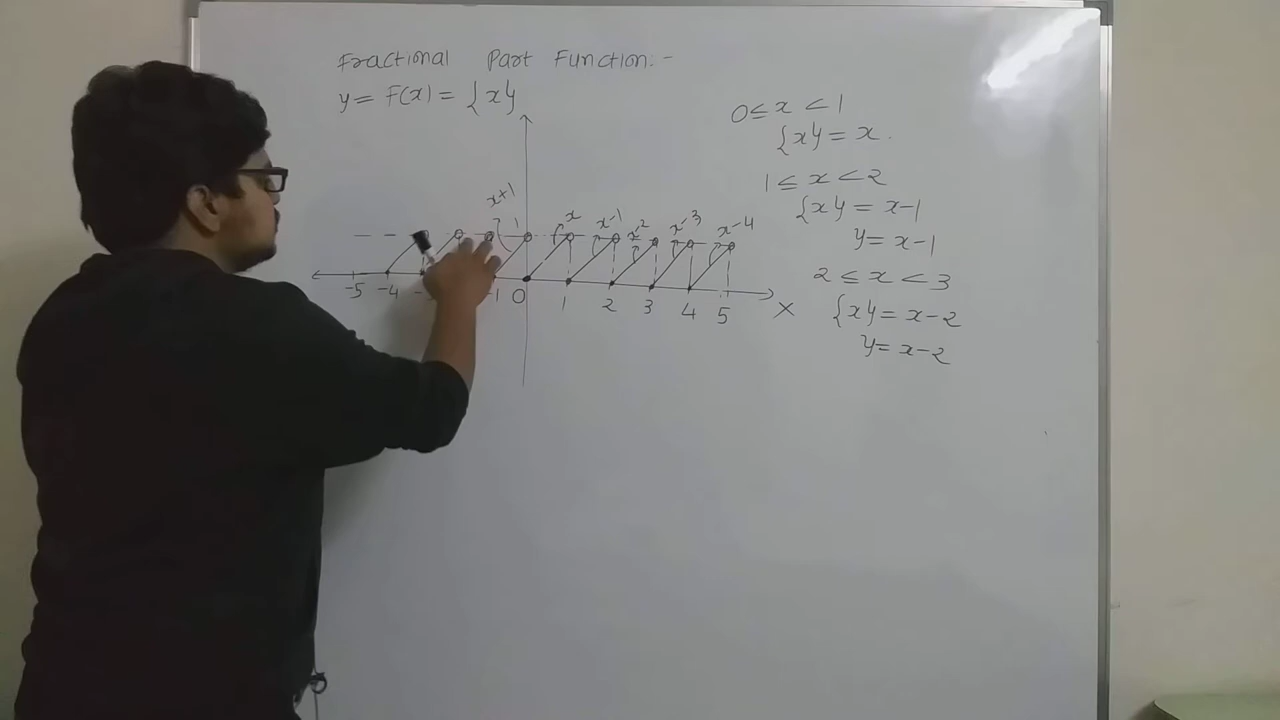 Fractional Part Function:-
y = F(x) = {x}
0 ≤ x < 1
{x} = x.
1 ≤ x < 2
{x} = x-1
y = x-1
2 ≤ x < 3
{x} = x-2
y = x-2
x+1 1 x x-1 x-2 x-3 x-4
-5 -4 -1 0 1 2 3 4 5 X